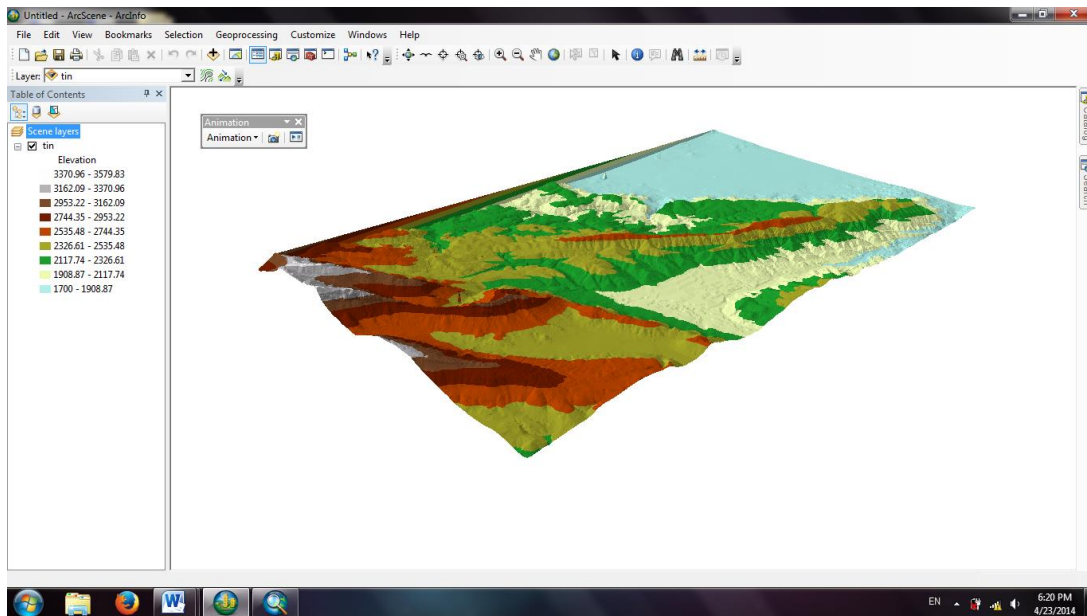 Untitled - ArcScene - ArcInfo
File Edit View Bookmarks Selection Geoprocessing Customize Windows Help
Layer: tin
Table of Contents
Scene layers
tin
Elevation
3370.96 - 3579.83
3162.09 - 3370.96
2953.22 - 3162.09
2744.35 - 2953.22
2535.48 - 2744.35
2326.61 - 2535.48
2117.74 - 2326.61
1908.87 - 2117.74
1700 - 1908.87
Animation
Animation
Catalog
Search
EN
6:20 PM
4/23/2014